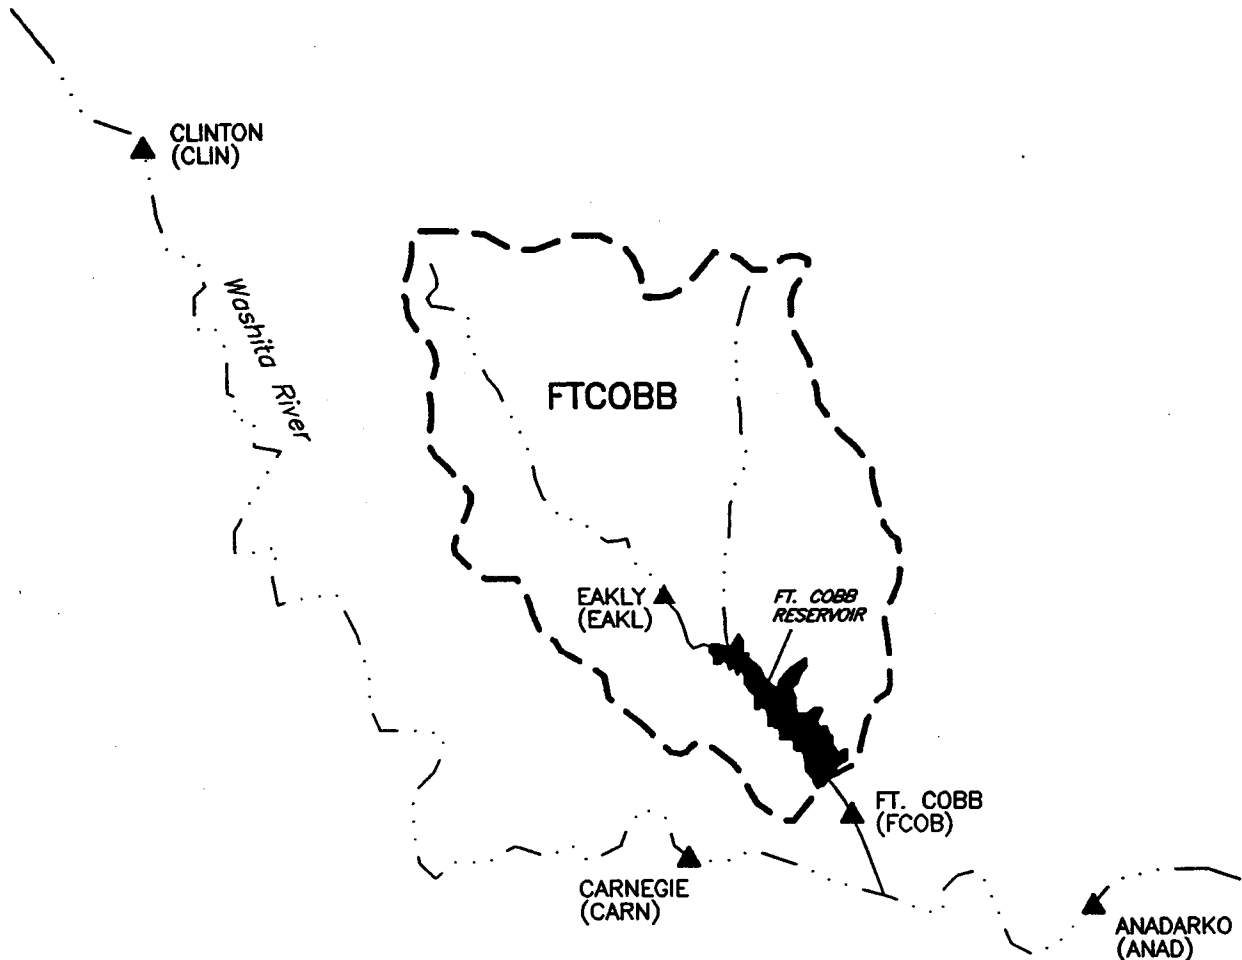 CLINTON
(CLIN)
Washita River
FTCOBB
EAKLY
(EAKL)
FT. COBB
RESERVOIR
FT. COBB
(FCOB)
CARNEGIE
(CARN)
ANADARKO
(ANAD)